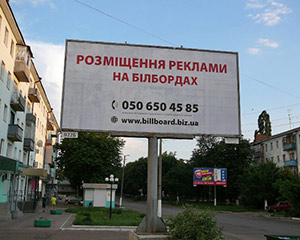 РОЗМІЩЕННЯ РЕКЛАМИ
НА БІЛБОРДАХ
050 650 45 85
www.billboard.biz.ua